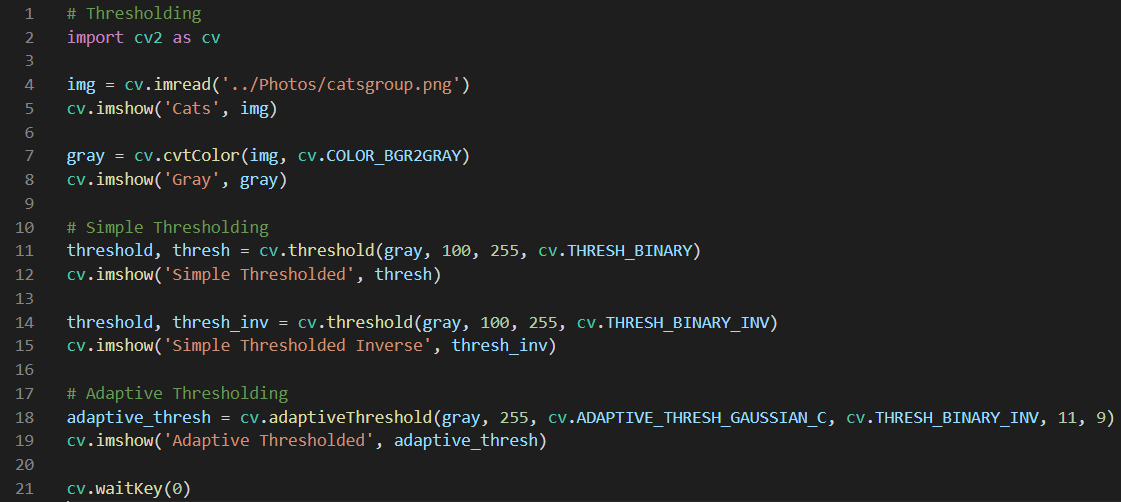 1 # Thresholding
2 import cv2 as cv
3
4 img = cv.imread('../Photos/catsgroup.png')
5 cv.imshow('Cats', img)
6
7 gray = cv.cvtColor(img, cv.COLOR_BGR2GRAY)
8 cv.imshow('Gray', gray)
9
10 # Simple Thresholding
11 threshold, thresh = cv.threshold(gray, 100, 255, cv.THRESH_BINARY)
12 cv.imshow('Simple Thresholded', thresh)
13
14 threshold, thresh_inv = cv.threshold(gray, 100, 255, cv.THRESH_BINARY_INV)
15 cv.imshow('Simple Thresholded Inverse', thresh_inv)
16
17 # Adaptive Thresholding
18 adaptive_thresh = cv.adaptiveThreshold(gray, 255, cv.ADAPTIVE_THRESH_GAUSSIAN_C, cv.THRESH_BINARY_INV, 11, 9)
19 cv.imshow('Adaptive Thresholded', adaptive_thresh)
20
21 cv.waitKey(0)